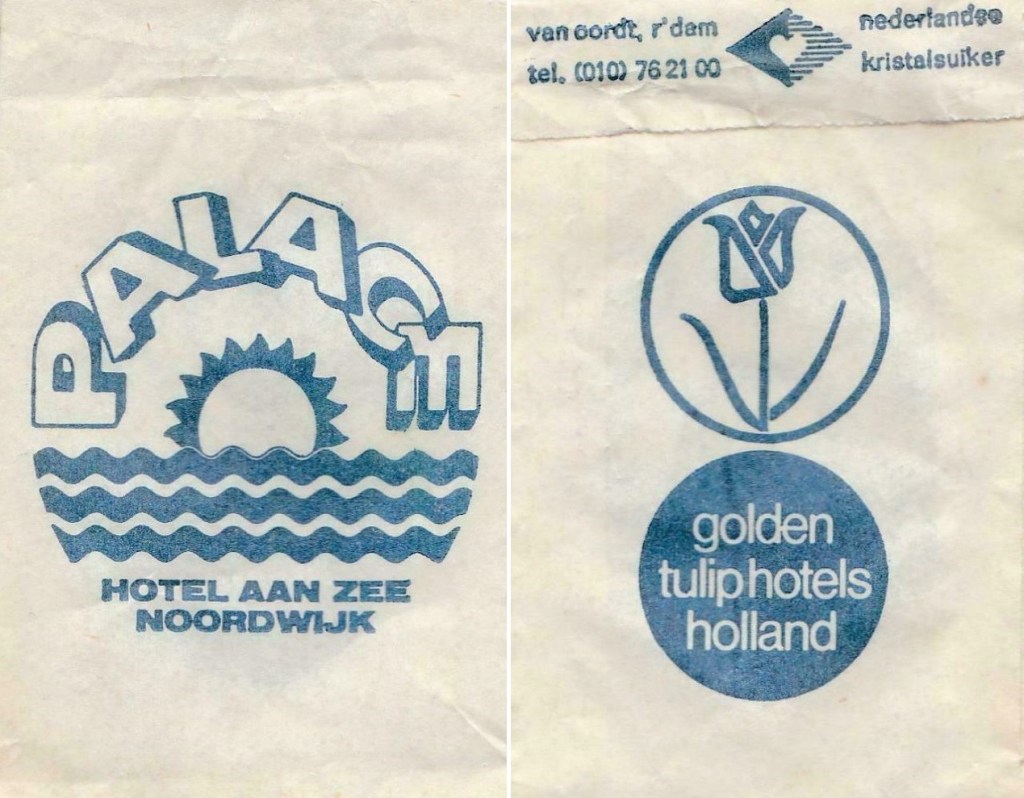 PALACE
HOTEL AAN ZEE
NOORDWIJK
van oordt, r'dam
tel. (010) 76 21 00
nederlandse
kristalsuiker
golden
tulip hotels
holland